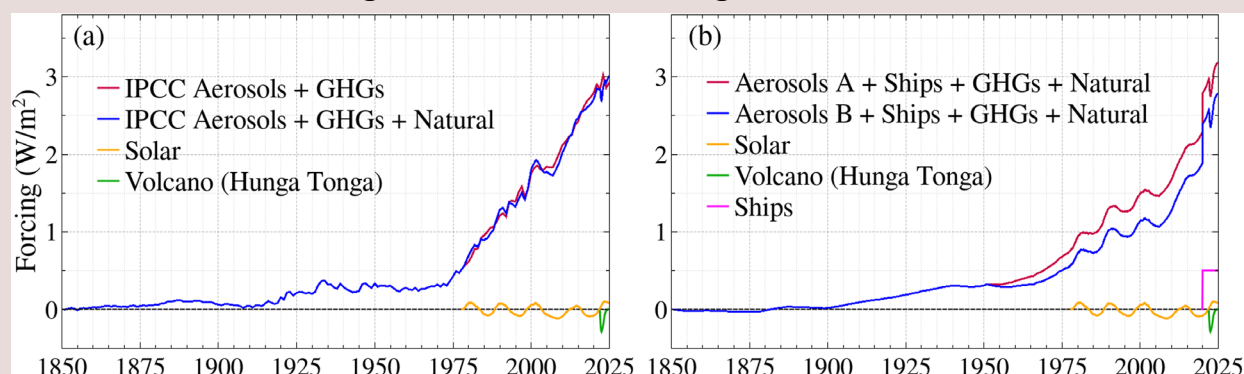 (a)
3
2
1
0
Forcing (W/m²)
IPCC Aerosols + GHGs
IPCC Aerosols + GHGs + Natural
Solar
Volcano (Hunga Tonga)
1850 1875 1900 1925 1950 1975 2000 2025
(b)
3
2
1
0
Aerosols A + Ships + GHGs + Natural
Aerosols B + Ships + GHGs + Natural
Solar
Volcano (Hunga Tonga)
Ships
1850 1875 1900 1925 1950 1975 2000 2025